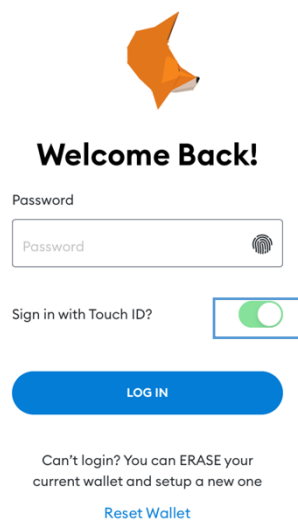 Welcome Back!
Password
Password
Sign in with Touch ID?
LOG IN
Can't login? You can ERASE your
current wallet and setup a new one
Reset Wallet